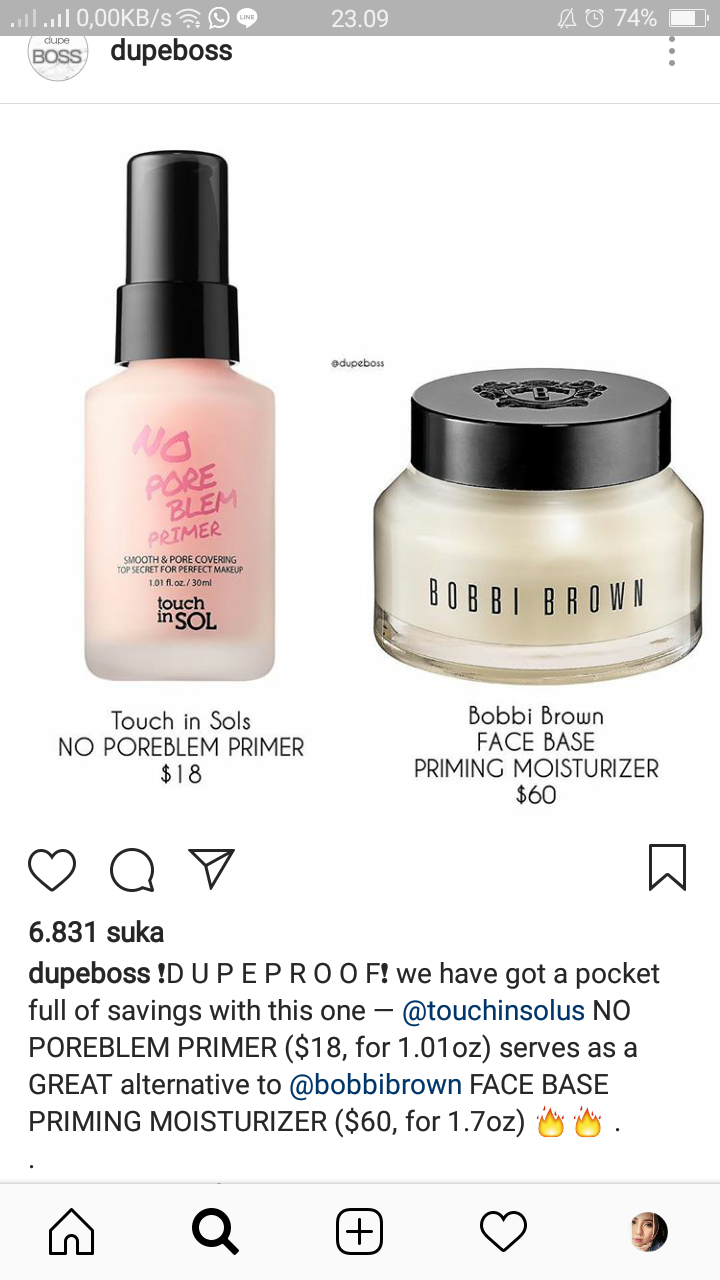 0,00KB/s LINE 23.09 74%
dupe
BOSS
dupeboss
NO
PORE
BLEM
PRIMER
SMOOTH & PORE COVERING
TOP SECRET FOR PERFECT MAKEUP
1.01 fl. oz. / 30ml
touch
in SOL
@dupeboss
B
BOBBI BROWN
Touch in Sols
NO POREBLEM PRIMER
$18
Bobbi Brown
FACE BASE
PRIMING MOISTURIZER
$60
6.831 suka
dupeboss ❗D U P E P R O O F❗ we have got a pocket
full of savings with this one — @touchinsolus NO
POREBLEM PRIMER ($18, for 1.01oz) serves as a
GREAT alternative to @bobbibrown FACE BASE
PRIMING MOISTURIZER ($60, for 1.7oz) 🔥 🔥 .
.